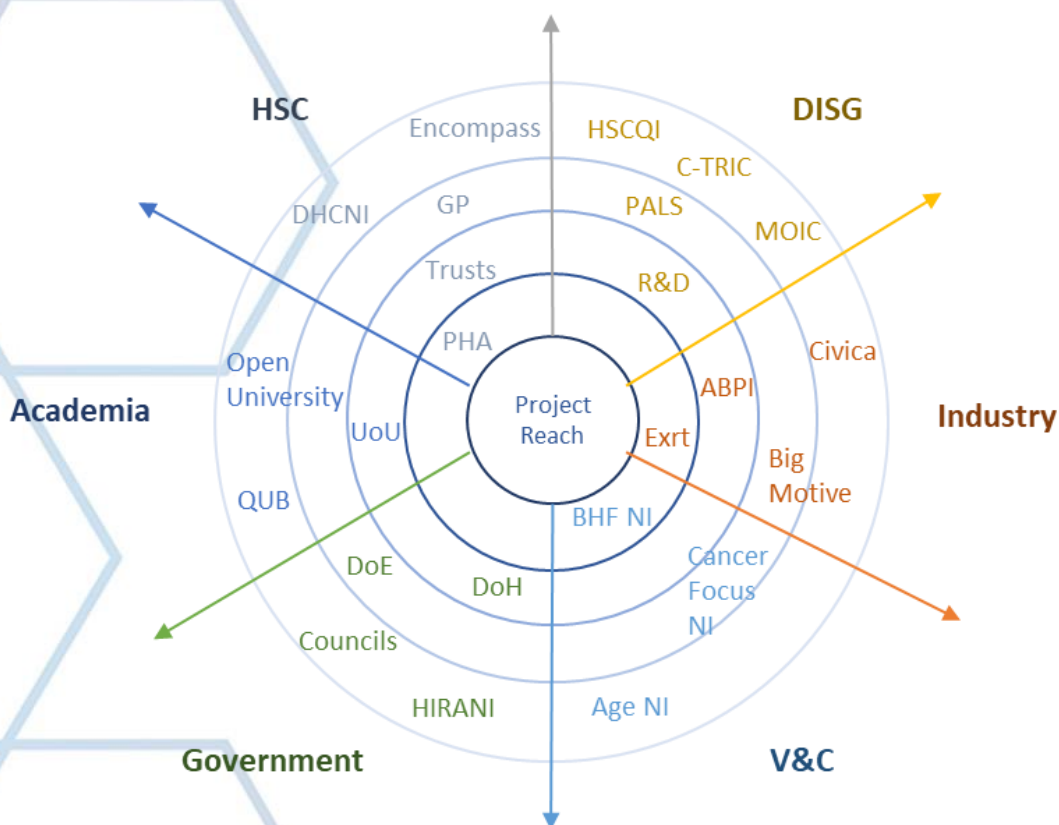 HSC
DISG
Encompass
HSCQI
C-TRIC
DHCNI
GP
PALS
MOIC
Trusts
R&D
PHA
Civica
Open
University
ABPI
Academia
Project
Reach
Industry
UoU
Exrt
Big
Motive
QUB
BHF NI
DoE
DoH
Cancer
Focus
NI
Councils
HIRANI
Age NI
Government
V&C